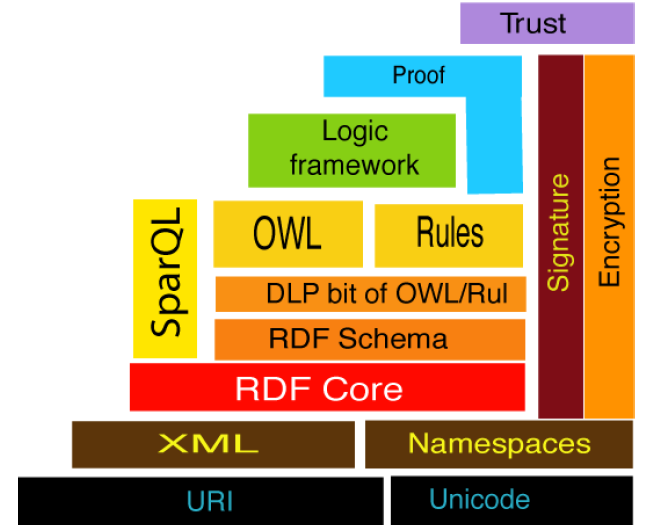 Trust
Proof
Logic
framework
SparQL
OWL
Rules
Signature
Encryption
DLP bit of OWL/Rul
RDF Schema
RDF Core
XML
Namespaces
URI
Unicode